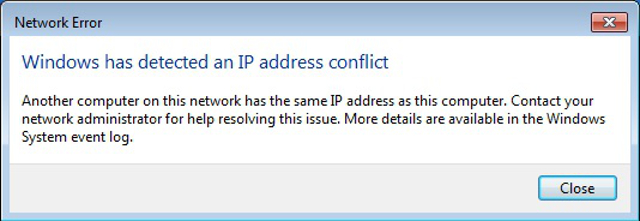 Network Error
Windows has detected an IP address conflict
Another computer on this network has the same IP address as this computer. Contact your
network administrator for help resolving this issue. More details are available in the Windows
System event log.
Close